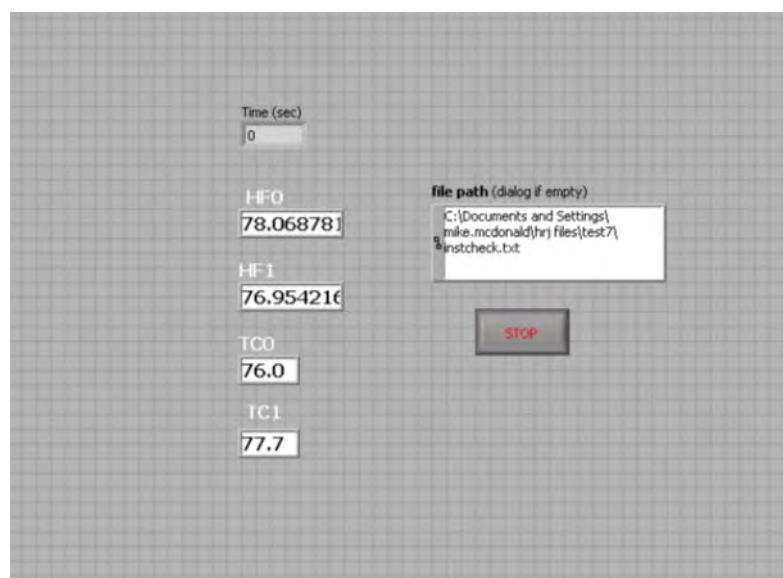 Time (sec)
0
HF0
78.068781
HF1
76.954216
TC0
76.0
TC1
77.7
file path (dialog if empty)
C:\Documents and Settings\
mike.mcdonald\hrj files\test7\
instcheck.txt
STOP